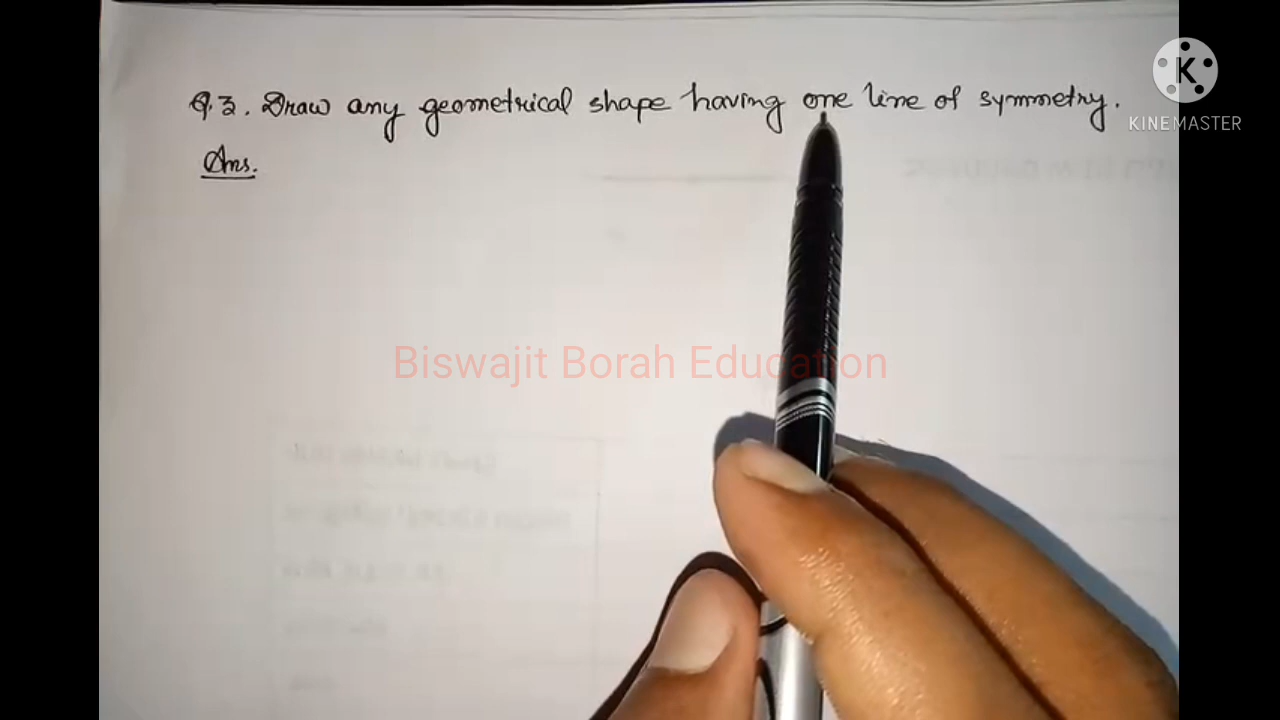 Q.3. Draw any geometrical shape having one line of symmetry.
Ans.
Biswajit Borah Education
K
KINEMASTER